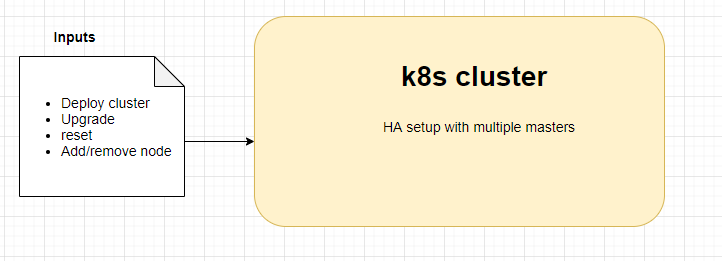 Inputs
Deploy cluster
Upgrade
reset
Add/remove node
k8s cluster
HA setup with multiple masters